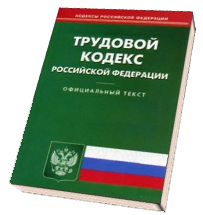 КОДЕКСЫ РОССИЙСКОЙ ФЕДЕРАЦИИ
ТРУДОВОЙ
КОДЕКС
РОССИЙСКОЙ ФЕДЕРАЦИИ
ОФИЦИАЛЬНЫЙ ТЕКСТ